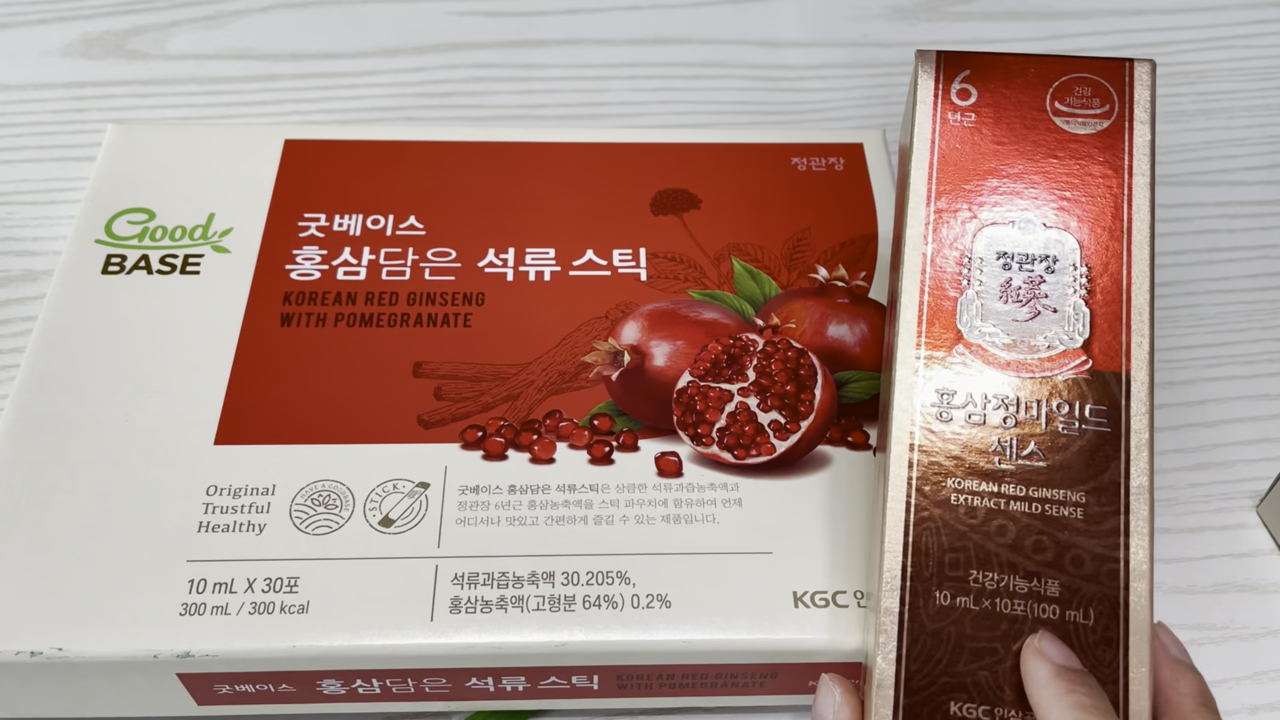 Good
BASE
정관장
굿베이스
홍삼담은 석류 스틱
KOREAN RED GINSENG
WITH POMEGRANATE
Original
Trustful
Healthy
HAVE A GOODBASE
STICK
굿베이스 홍삼담은 석류스틱은 상큼한 석류과즙농축액과
정관장 6년근 홍삼농축액을 스틱 파우치에 함유하여 언제
어디서나 맛있고 간편하게 즐길 수 있는 제품입니다.
10 mL X 30포
300 mL / 300 kcal
석류과즙농축액 30.205%,
홍삼농축액(고형분 64%) 0.2%
KGC 인
굿베이스 홍삼담은 석류 스틱
KOREAN RED GINSENG
WITH POMEGRANATE
6
년근
건강
기능식품
정관장
紅蔘
홍삼정마일드
센스
KOREAN RED GINSENG
EXTRACT MILD SENSE
건강기능식품
10 mL×10포(100 mL)
KGC 인삼